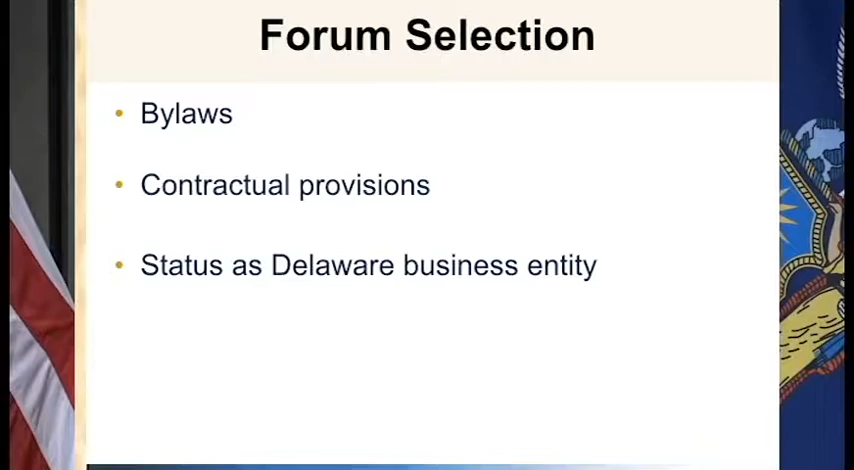 Forum Selection
• Bylaws
• Contractual provisions
• Status as Delaware business entity